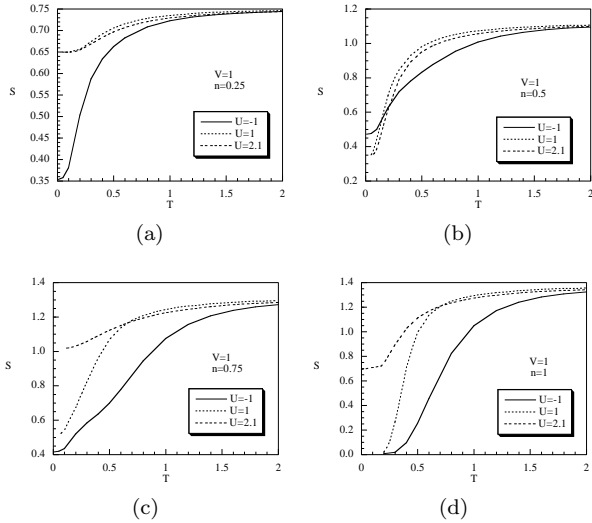 0.75
0.70
0.65
0.60
0.55
0.50
0.45
0.40
0.35
S
V=1
n=0.25
U=-1
U=1
U=2.1
0 0.5 1 1.5 2
T
(a)
1.2
1.0
0.8
0.6
0.4
0.2
S
V=1
n=0.5
U=-1
U=1
U=2.1
0 0.5 1 1.5 2
T
(b)
1.4
1.2
1.0
0.8
0.6
0.4
S
V=1
n=0.75
U=-1
U=1
U=2.1
0 0.5 1 1.5 2
T
(c)
1.4
1.2
1.0
0.8
0.6
0.4
0.2
0.0
S
V=1
n=1
U=-1
U=1
U=2.1
0 0.5 1 1.5 2
T
(d)